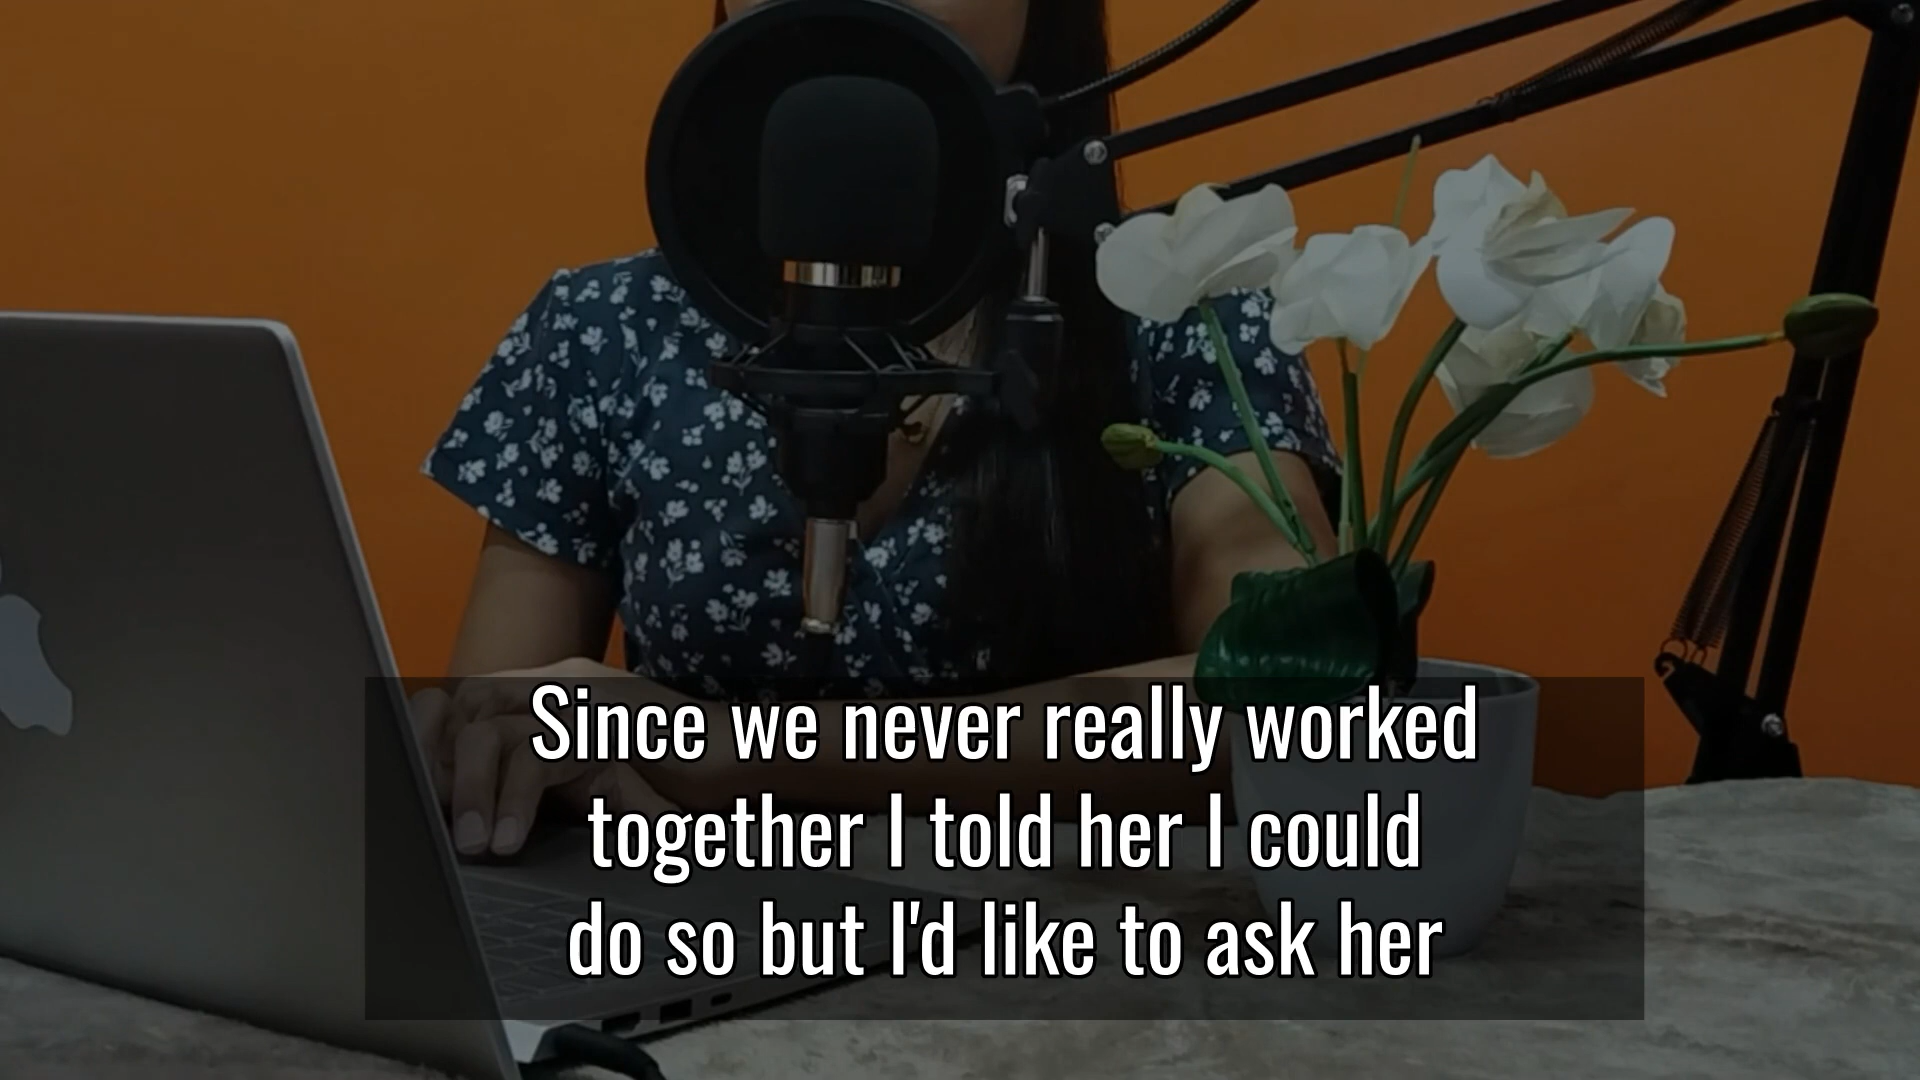 Since we never really worked
together I told her I could
do so but I'd like to ask her